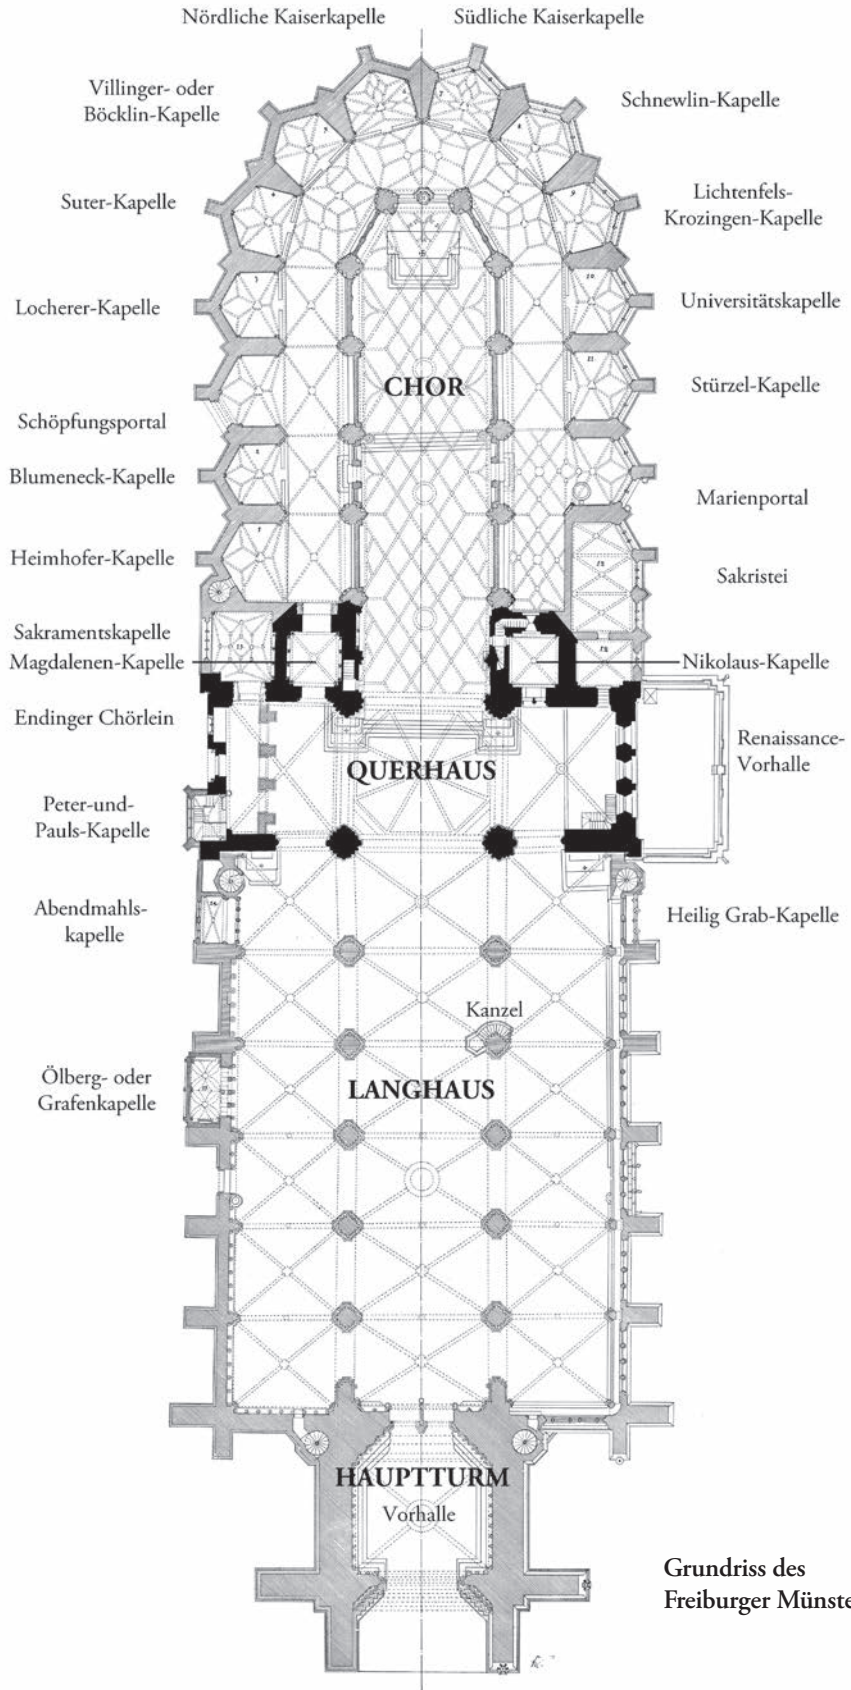 Nördliche Kaiserkapelle
Südliche Kaiserkapelle
Villinger- oder
Böcklin-Kapelle
Schnewlin-Kapelle
Suter-Kapelle
Lichtenfels-
Krozingen-Kapelle
Locherer-Kapelle
Universitätskapelle
CHOR
Stürzel-Kapelle
Schöpfungsportal
Blumeneck-Kapelle
Marienportal
Heimhofer-Kapelle
Sakristei
Sakramentskapelle
Magdalenen-Kapelle
Nikolaus-Kapelle
Endinger Chörlein
Renaissance-
Vorhalle
QUERHAUS
Peter-und-
Pauls-Kapelle
Abendmahls-
kapelle
Heilig Grab-Kapelle
Kanzel
Ölberg- oder
Grafenkapelle
LANGHAUS
HAUPTTURM
Vorhalle
Grundriss des
Freiburger Münste